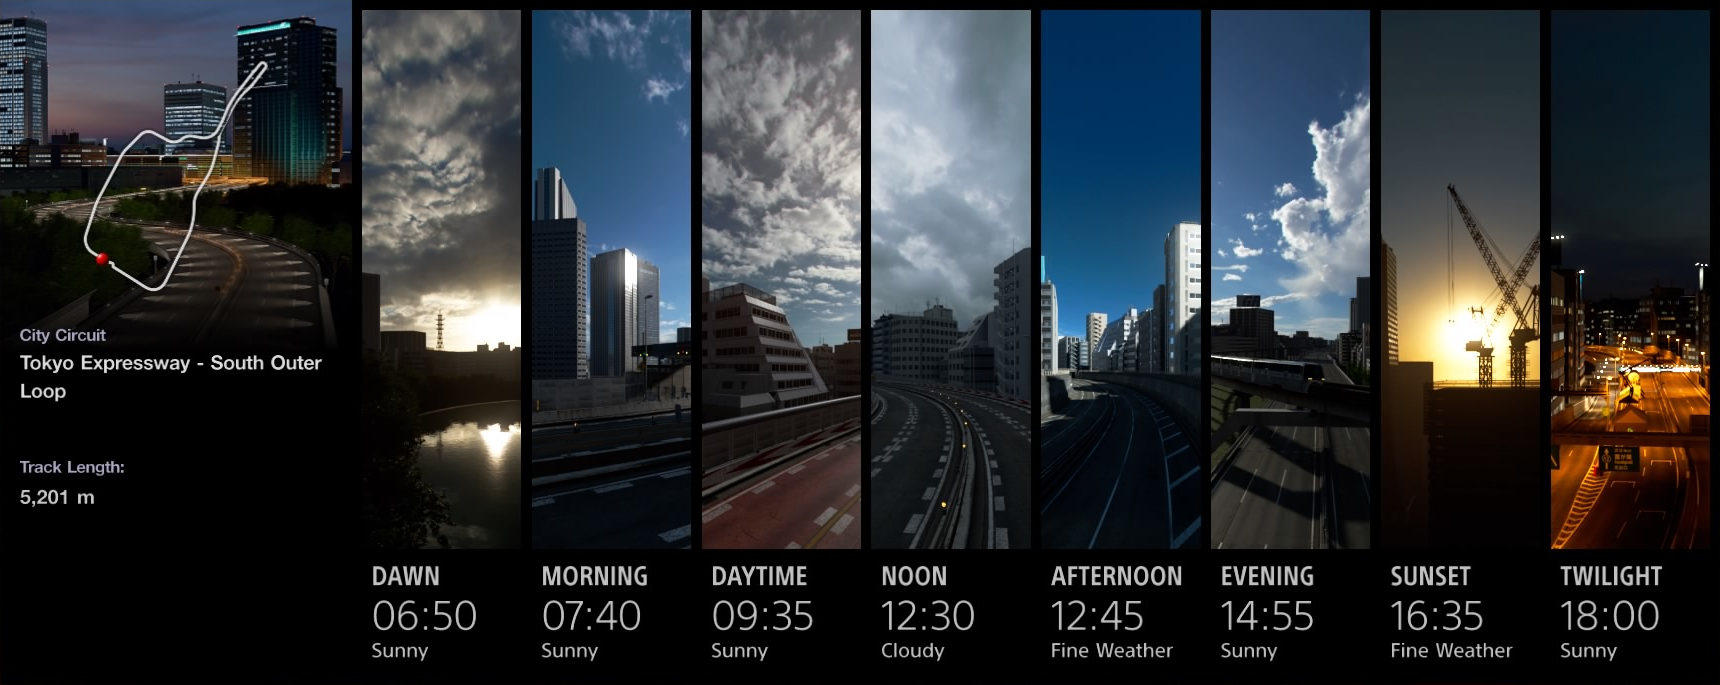 City Circuit
Tokyo Expressway - South Outer
Loop
Track Length:
5,201 m
DAWN
06:50
Sunny
MORNING
07:40
Sunny
DAYTIME
09:35
Sunny
NOON
12:30
Cloudy
AFTERNOON
12:45
Fine Weather
EVENING
14:55
Sunny
SUNSET
16:35
Fine Weather
TWILIGHT
18:00
Sunny